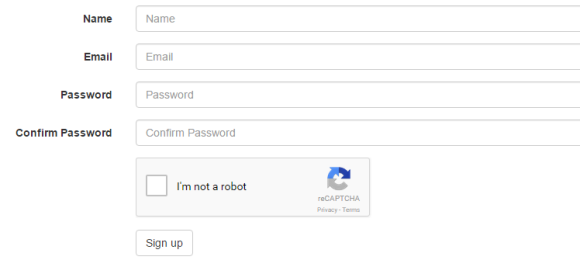 Name Name
Email Email
Password Password
Confirm Password Confirm Password
I'm not a robot
reCAPTCHA
Privacy - Terms
Sign up